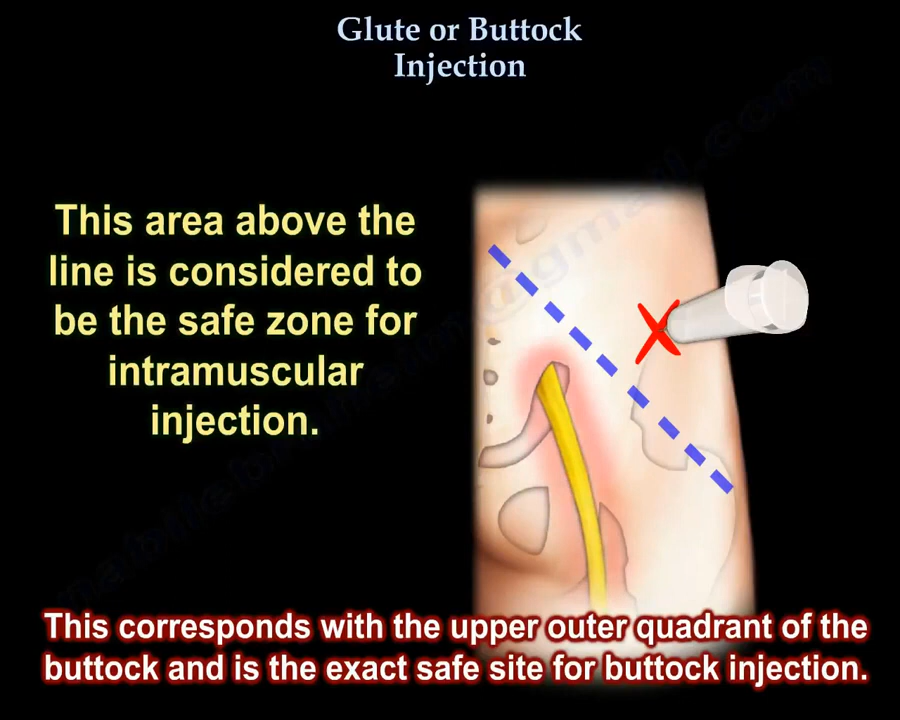 Glute or Buttock
Injection
This area above the
line is considered to
be the safe zone for
intramuscular
injection.
This corresponds with the upper outer quadrant of the
buttock and is the exact safe site for buttock injection.